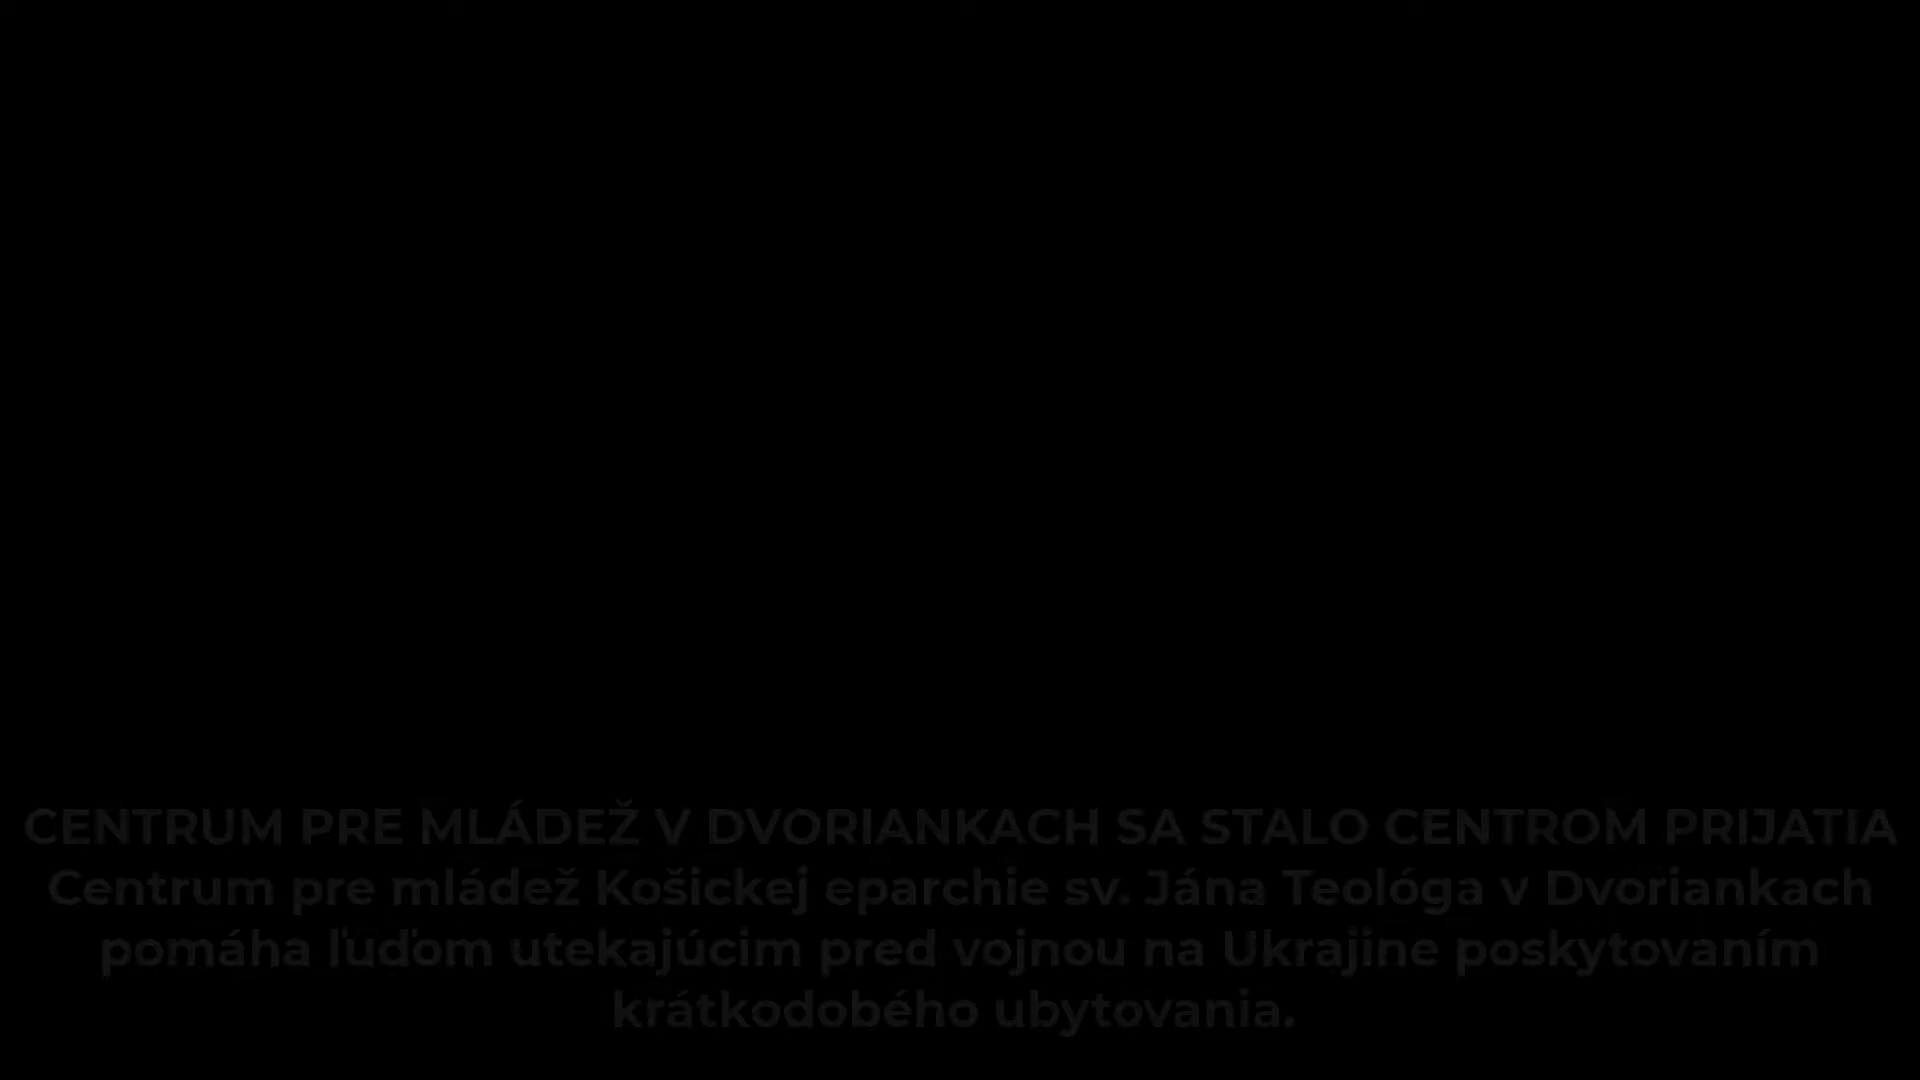 CENTRUM PRE MLÁDEŽ V DVORIANKACH SA STALO CENTROM PRIJATIA
Centrum pre mládež Košickej eparchie sv. Jána Teológa v Dvoriankach
pomáha ľuďom utekajúcim pred vojnou na Ukrajine poskytovaním
krátkodobého ubytovania.